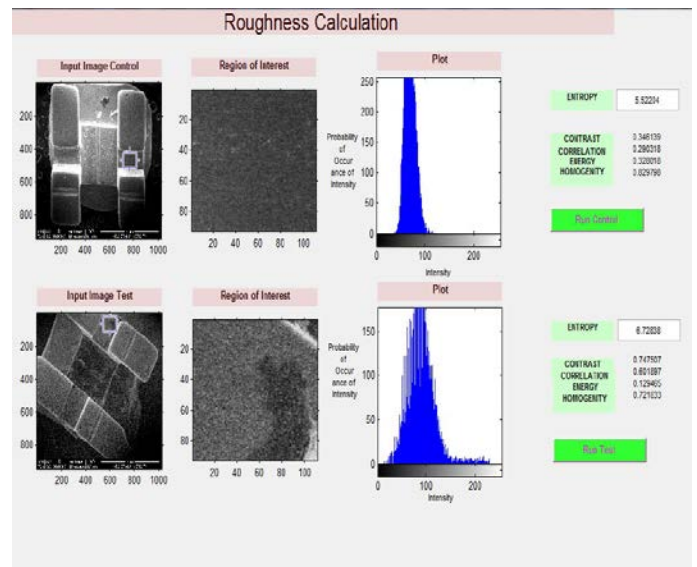 Roughness Calculation
Input Image Control
Region of Interest
Plot
200
400
600
800
200 400 600 800 1000
20
40
60
80
20 40 60 80 100
Probability
of
Occur
ance of
Intensity
250
200
150
100
50
0
0 100 200
Intensity
ENTROPY 5.52204
CONTRAST 0.346139
CORRELATION 0.290318
ENERGY 0.328018
HOMOGENITY 0.829798
Run Control
Input Image Test
Region of Interest
Plot
0
200
400
600
800
200 400 600 800 1000
20
40
60
80
20 40 60 80 100
Probability
of
Occur
ance of
Intensity
150
100
50
0
0 100 200
Intensity
ENTROPY 6.72838
CONTRAST
CORRELATION 0.601897
ENERGY 0.129465
HOMOGENITY
Run Test